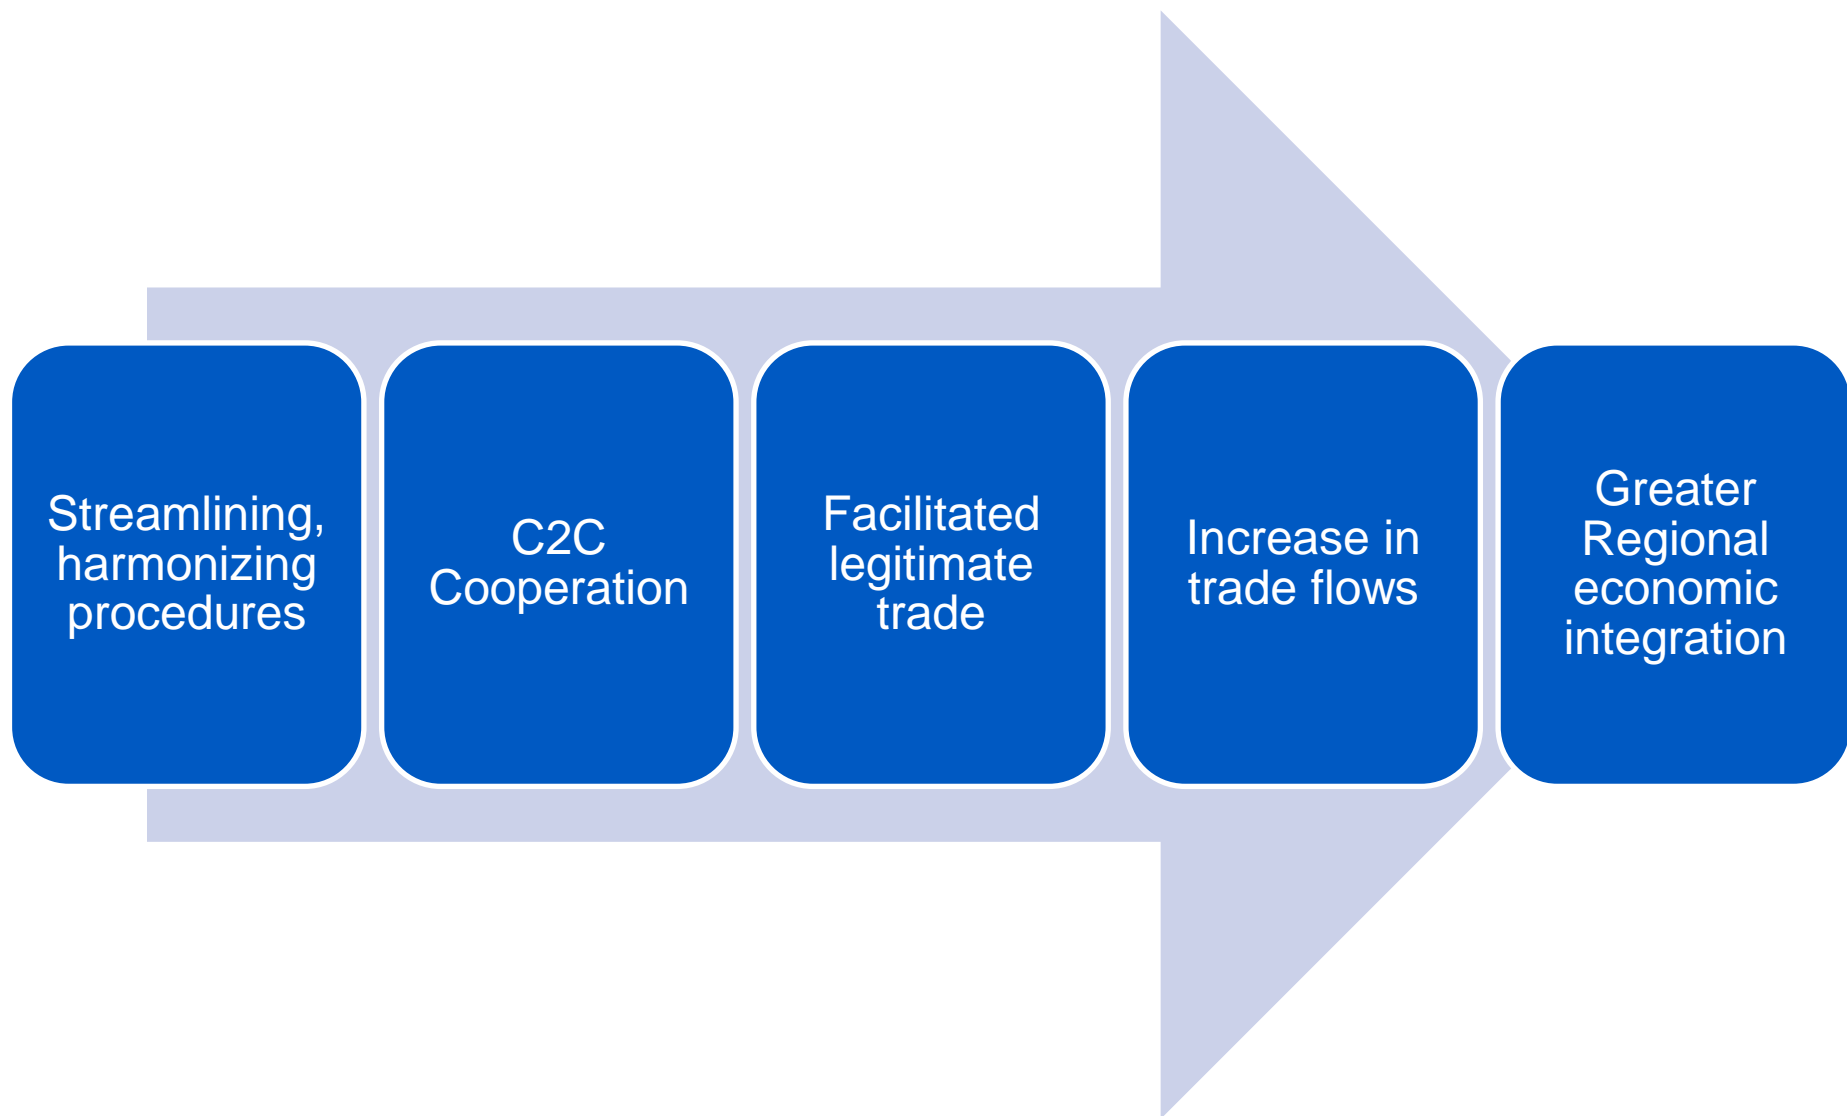 Streamlining,
harmonizing
procedures
C2C
Cooperation
Facilitated
legitimate
trade
Increase in
trade flows
Greater
Regional
economic
integration